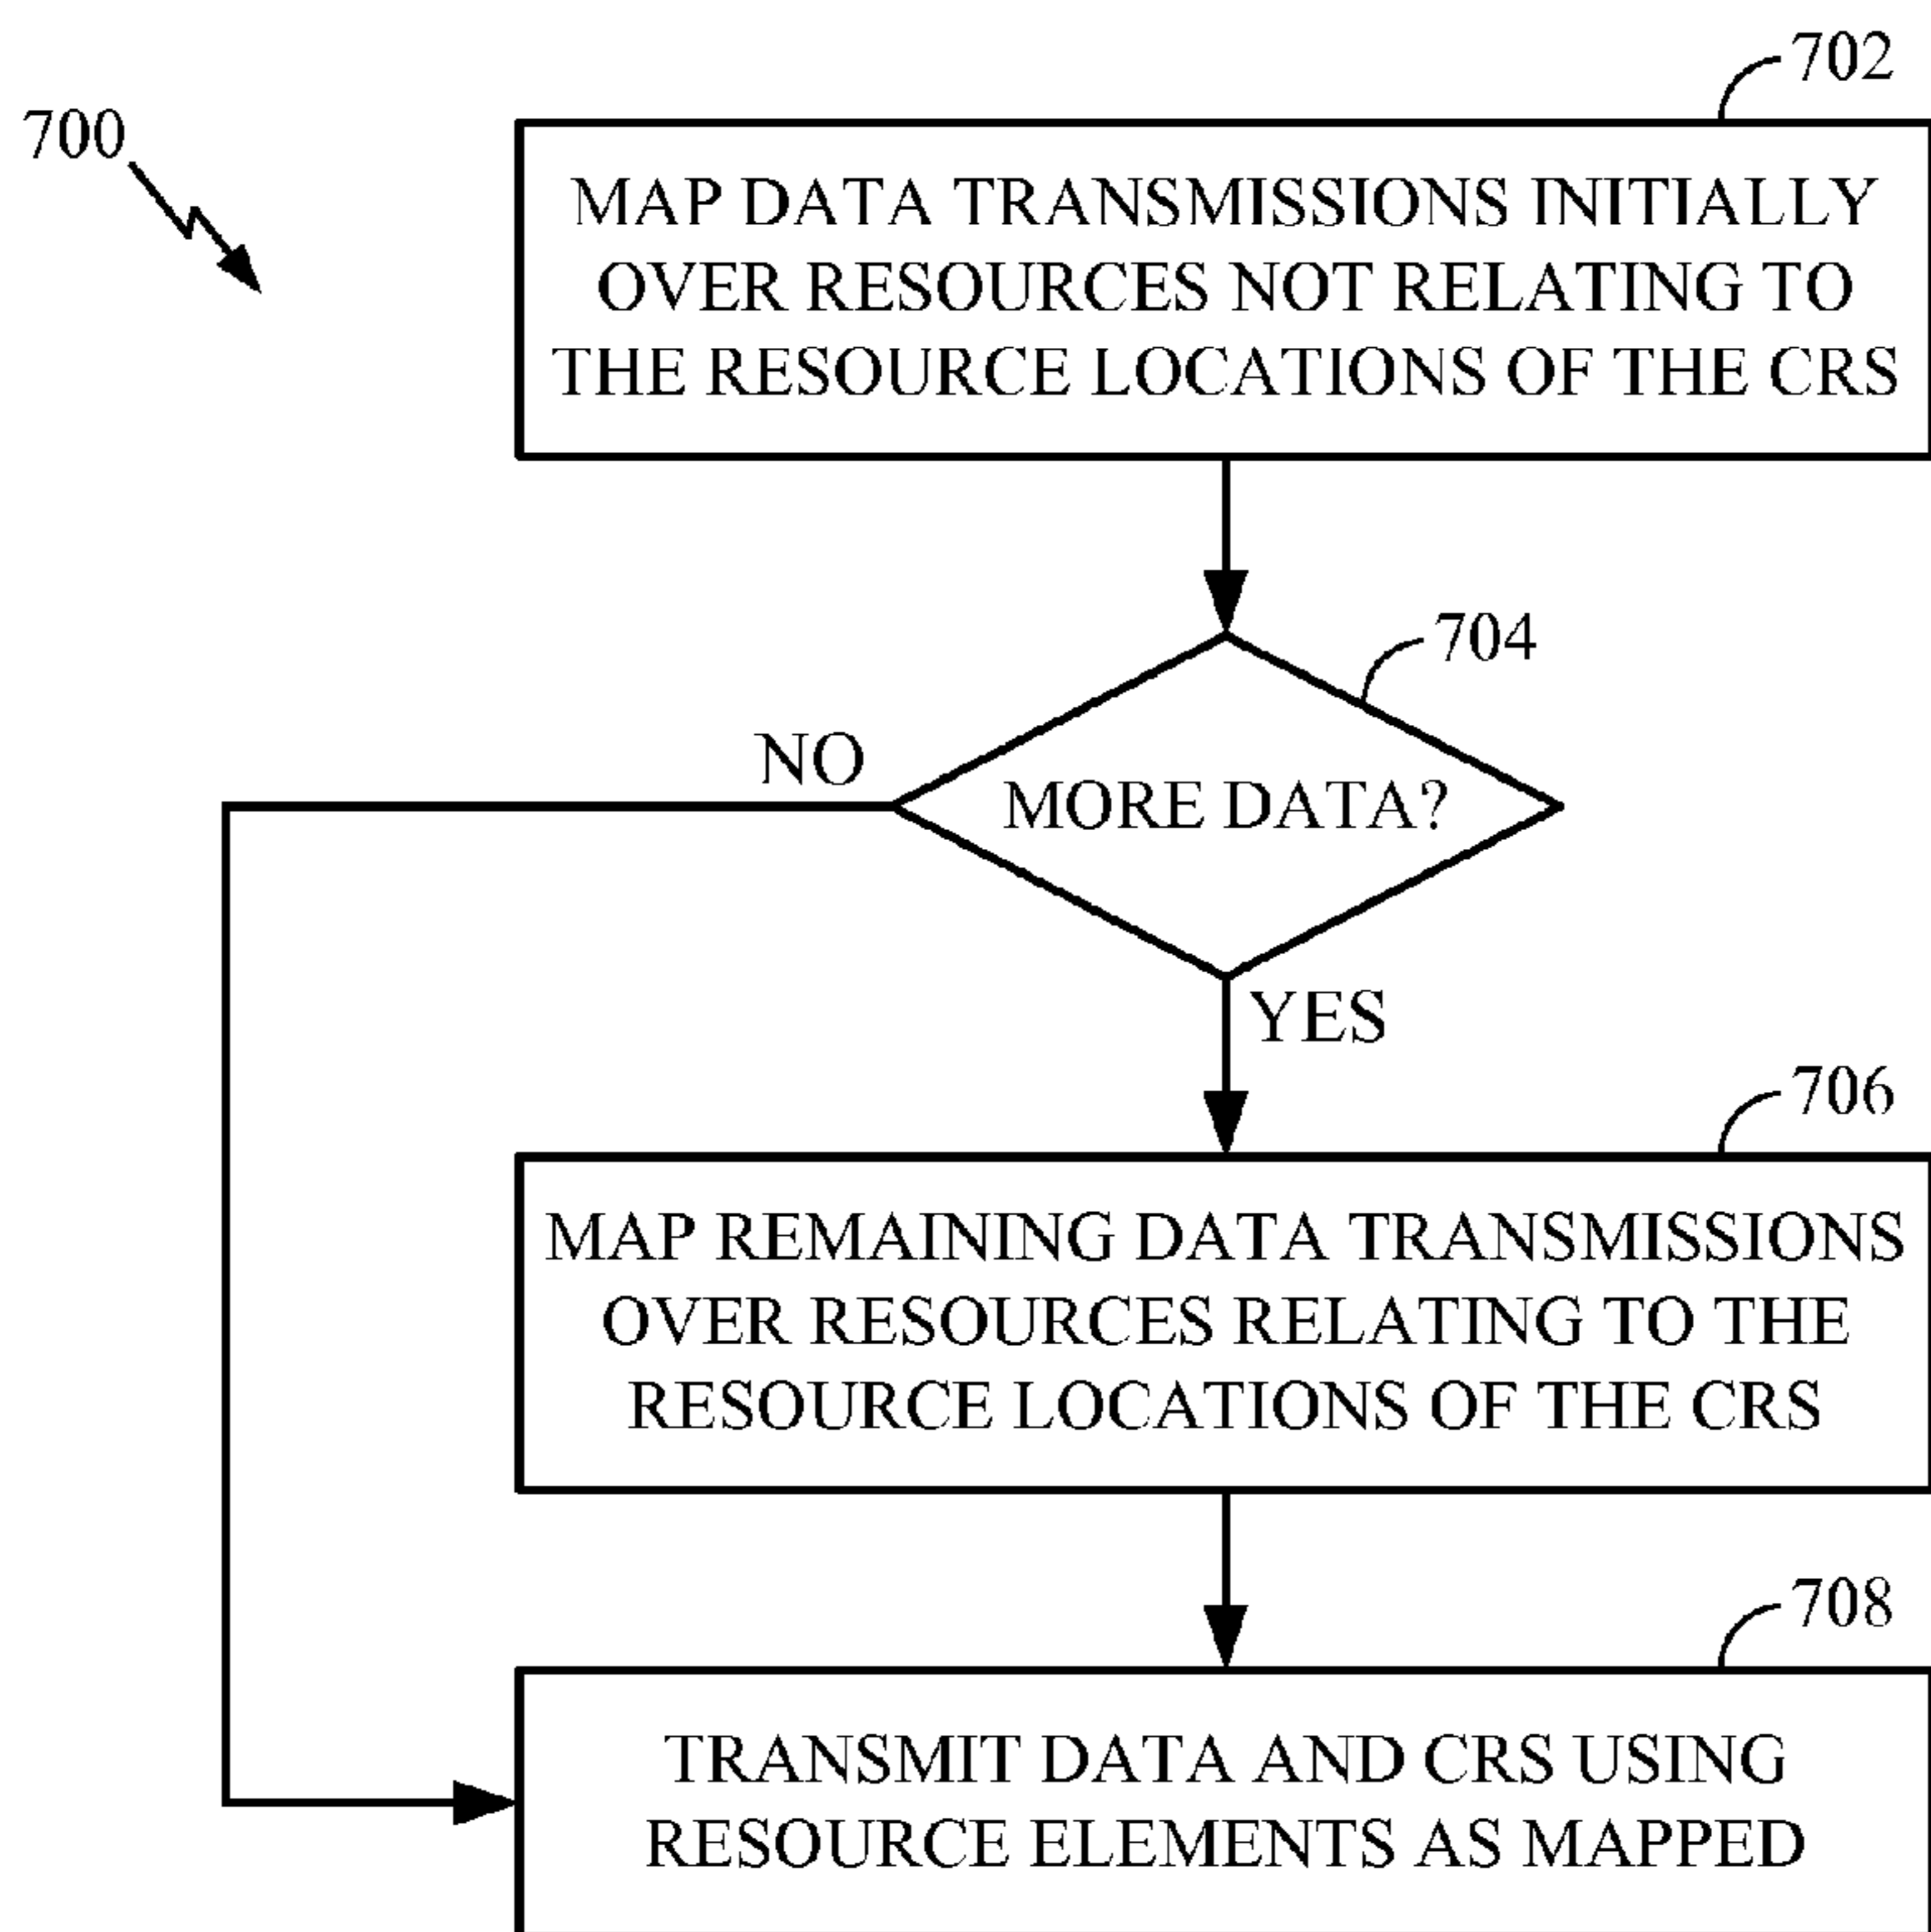 702
700
MAP DATA TRANSMISSIONS INITIALLY
OVER RESOURCES NOT RELATING TO
THE RESOURCE LOCATIONS OF THE CRS
704
NO
MORE DATA?
YES
706
MAP REMAINING DATA TRANSMISSIONS
OVER RESOURCES RELATING TO THE
RESOURCE LOCATIONS OF THE CRS
708
TRANSMIT DATA AND CRS USING
RESOURCE ELEMENTS AS MAPPED